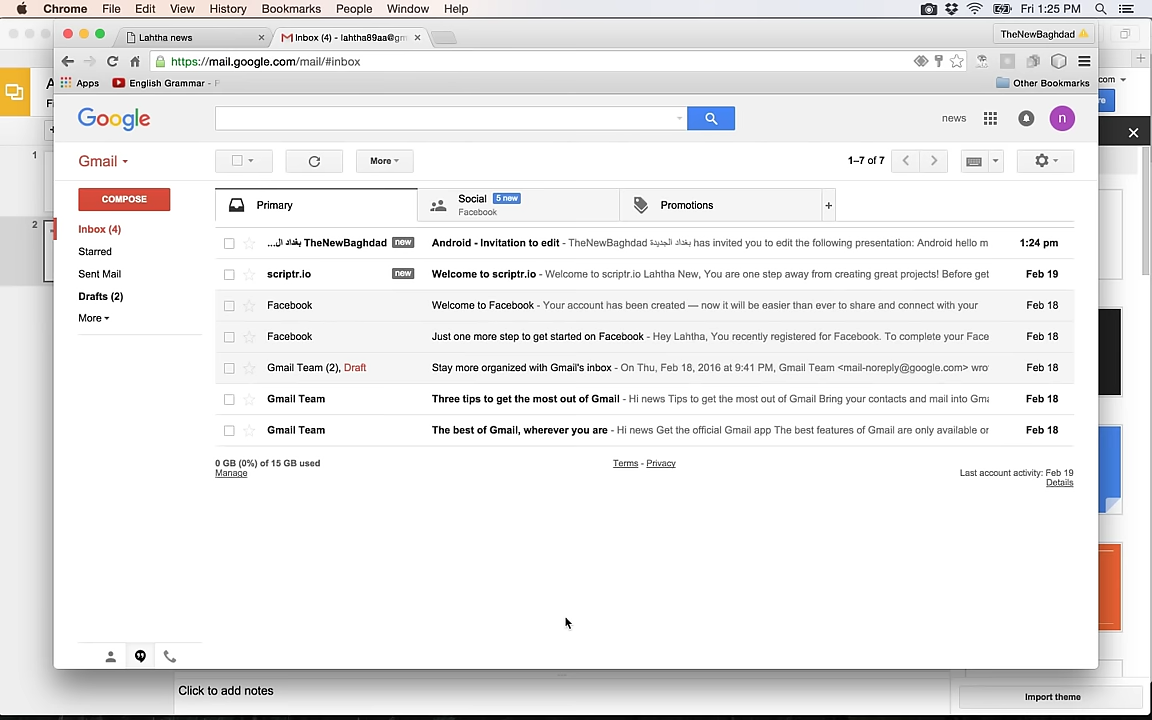 Chrome File Edit View History Bookmarks People Window Help Fri 1:25 PM
Lahtha news
Inbox (4) - lahtha89aa@gm
TheNewBaghdad
https://mail.google.com/mail/#inbox
Apps English Grammar - Other Bookmarks
Google
news
n
Gmail
More
1–7 of 7
COMPOSE
Inbox (4)
Starred
Sent Mail
Drafts (2)
More
Primary
Social 5 new
Facebook
Promotions
+
...بغداد ال TheNewBaghdad new Android - Invitation to edit - TheNewBaghdad بغداد الجديدة has invited you to edit the following presentation: Android hello m 1:24 pm
scriptr.io new Welcome to scriptr.io - Welcome to scriptr.io Lahtha New, You are one step away from creating great projects! Before get Feb 19
Facebook Welcome to Facebook - Your account has been created — now it will be easier than ever to share and connect with your Feb 18
Facebook Just one more step to get started on Facebook - Hey Lahtha, You recently registered for Facebook. To complete your Face Feb 18
Gmail Team (2), Draft Stay more organized with Gmail's inbox - On Thu, Feb 18, 2016 at 9:41 PM, Gmail Team <mail-noreply@google.com> wro Feb 18
Gmail Team Three tips to get the most out of Gmail - Hi news Tips to get the most out of Gmail Bring your contacts and mail into Gma Feb 18
Gmail Team The best of Gmail, wherever you are - Hi news Get the official Gmail app The best features of Gmail are only available or Feb 18
0 GB (0%) of 15 GB used
Manage
Terms - Privacy
Last account activity: Feb 19
Details
1
2
com
Click to add notes
Import theme